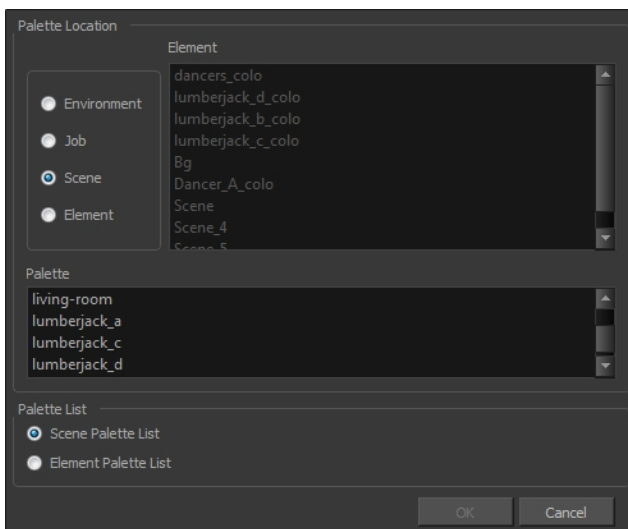 Palette Location
Element
Environment
Job
Scene
Element
dancers_colo
lumberjack_d_colo
lumberjack_b_colo
lumberjack_c_colo
Bg
Dancer_A_colo
Scene
Scene_4
Scene_5
Palette
living-room
lumberjack_a
lumberjack_c
lumberjack_d
Palette List
Scene Palette List
Element Palette List
OK
Cancel